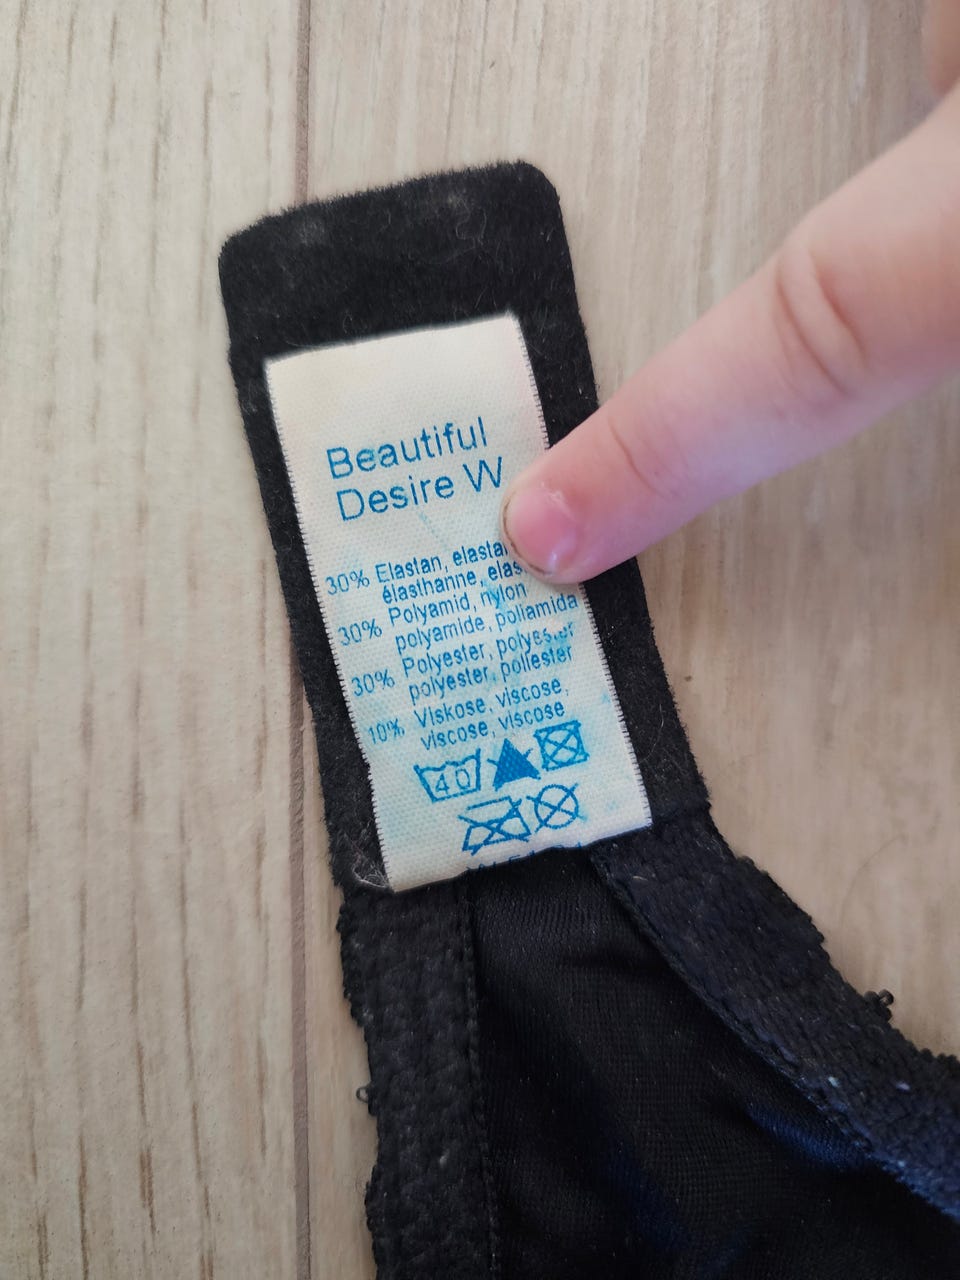 Beautiful
Desire W
30% Elastan,
élasthanne,
30% Polyamid, nylon
polyamide, poliamida
30% Polyester, polyester
polyester, poliester
10% Viskose, viscose,
viscose, viscose
40